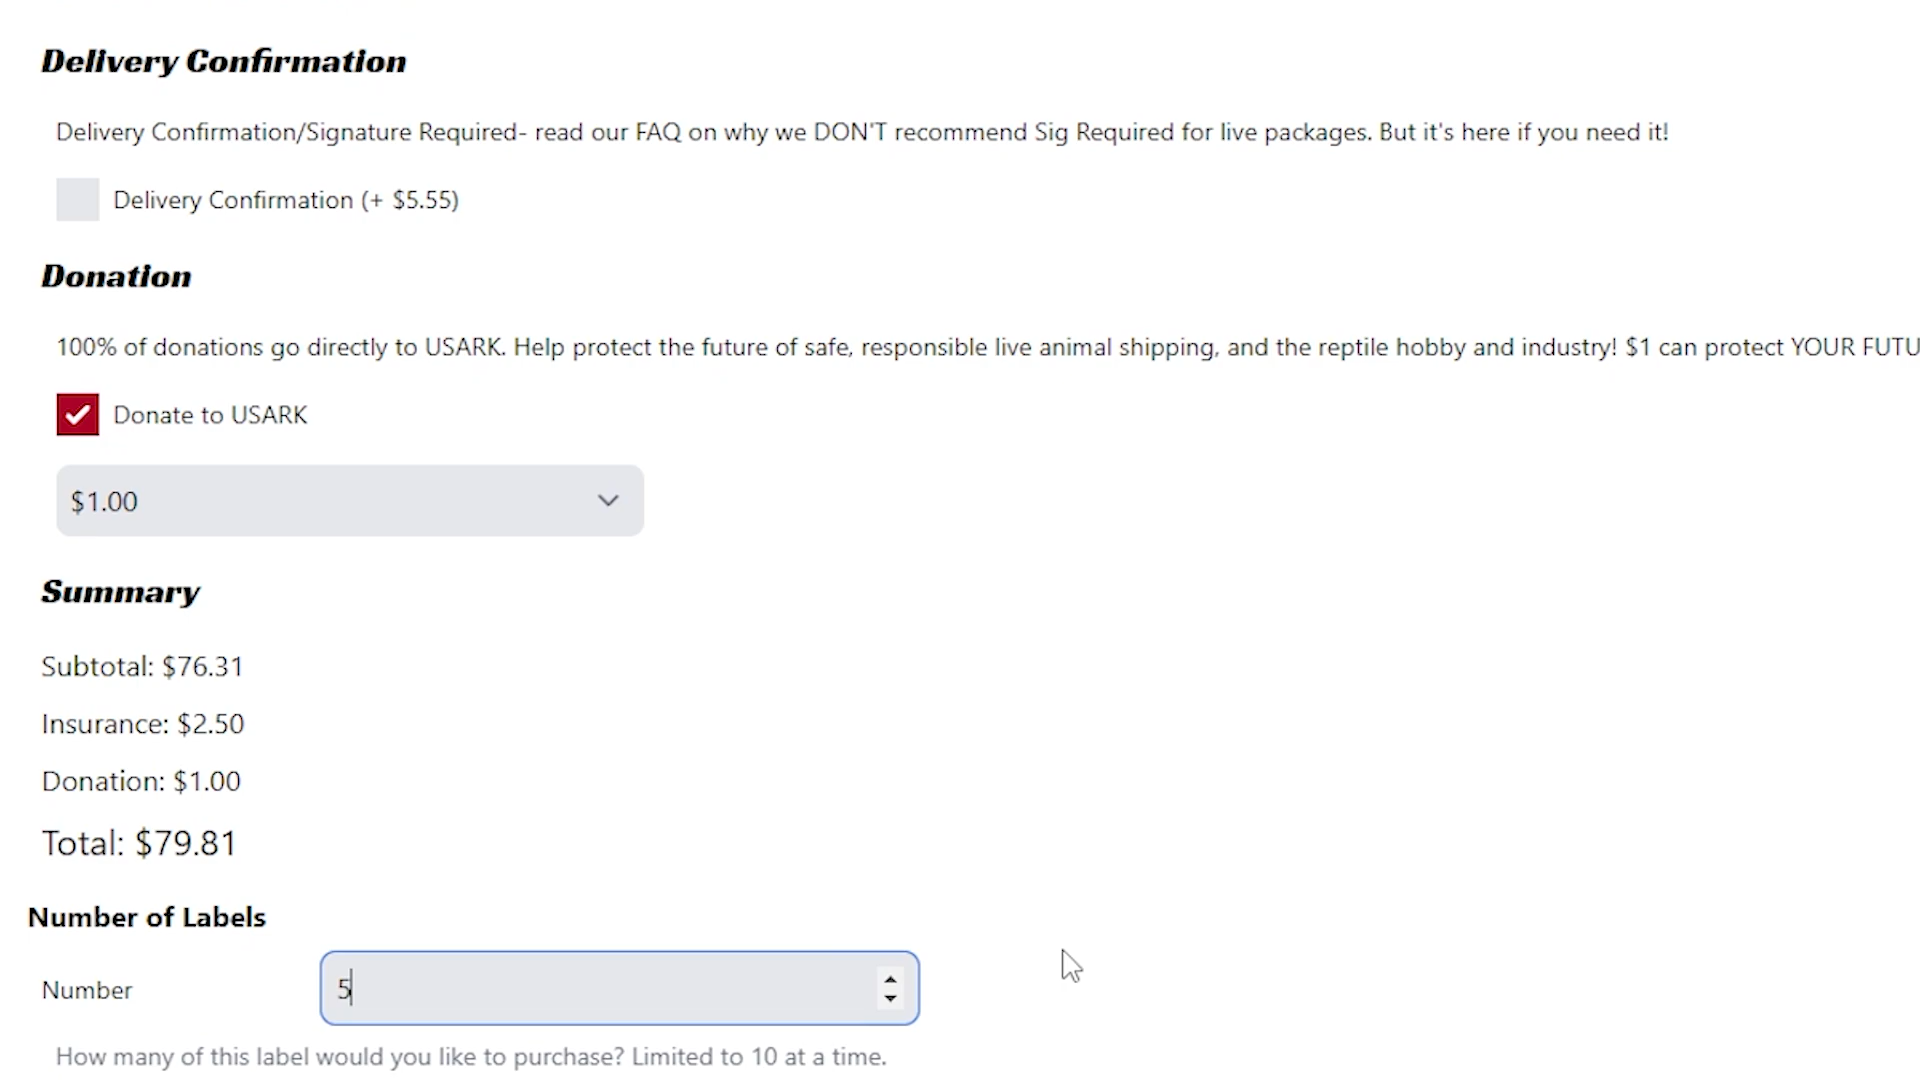 Delivery Confirmation
Delivery Confirmation/Signature Required- read our FAQ on why we DON'T recommend Sig Required for live packages. But it's here if you need it!
Delivery Confirmation (+ $5.55)
Donation
100% of donations go directly to USARK. Help protect the future of safe, responsible live animal shipping, and the reptile hobby and industry! $1 can protect YOUR FUTU
Donate to USARK
$1.00
Summary
Subtotal: $76.31
Insurance: $2.50
Donation: $1.00
Total: $79.81
Number of Labels
Number
5
How many of this label would you like to purchase? Limited to 10 at a time.